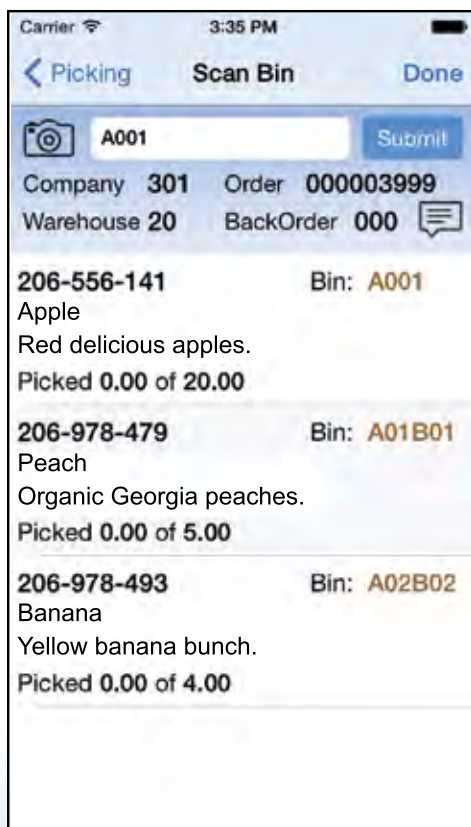 Carrier 3:35 PM
Picking Scan Bin Done
A001 Submit
Company 301 Order 000003999
Warehouse 20 BackOrder 000
206-556-141 Bin: A001
Apple
Red delicious apples.
Picked 0.00 of 20.00
206-978-479 Bin: A01B01
Peach
Organic Georgia peaches.
Picked 0.00 of 5.00
206-978-493 Bin: A02B02
Banana
Yellow banana bunch.
Picked 0.00 of 4.00